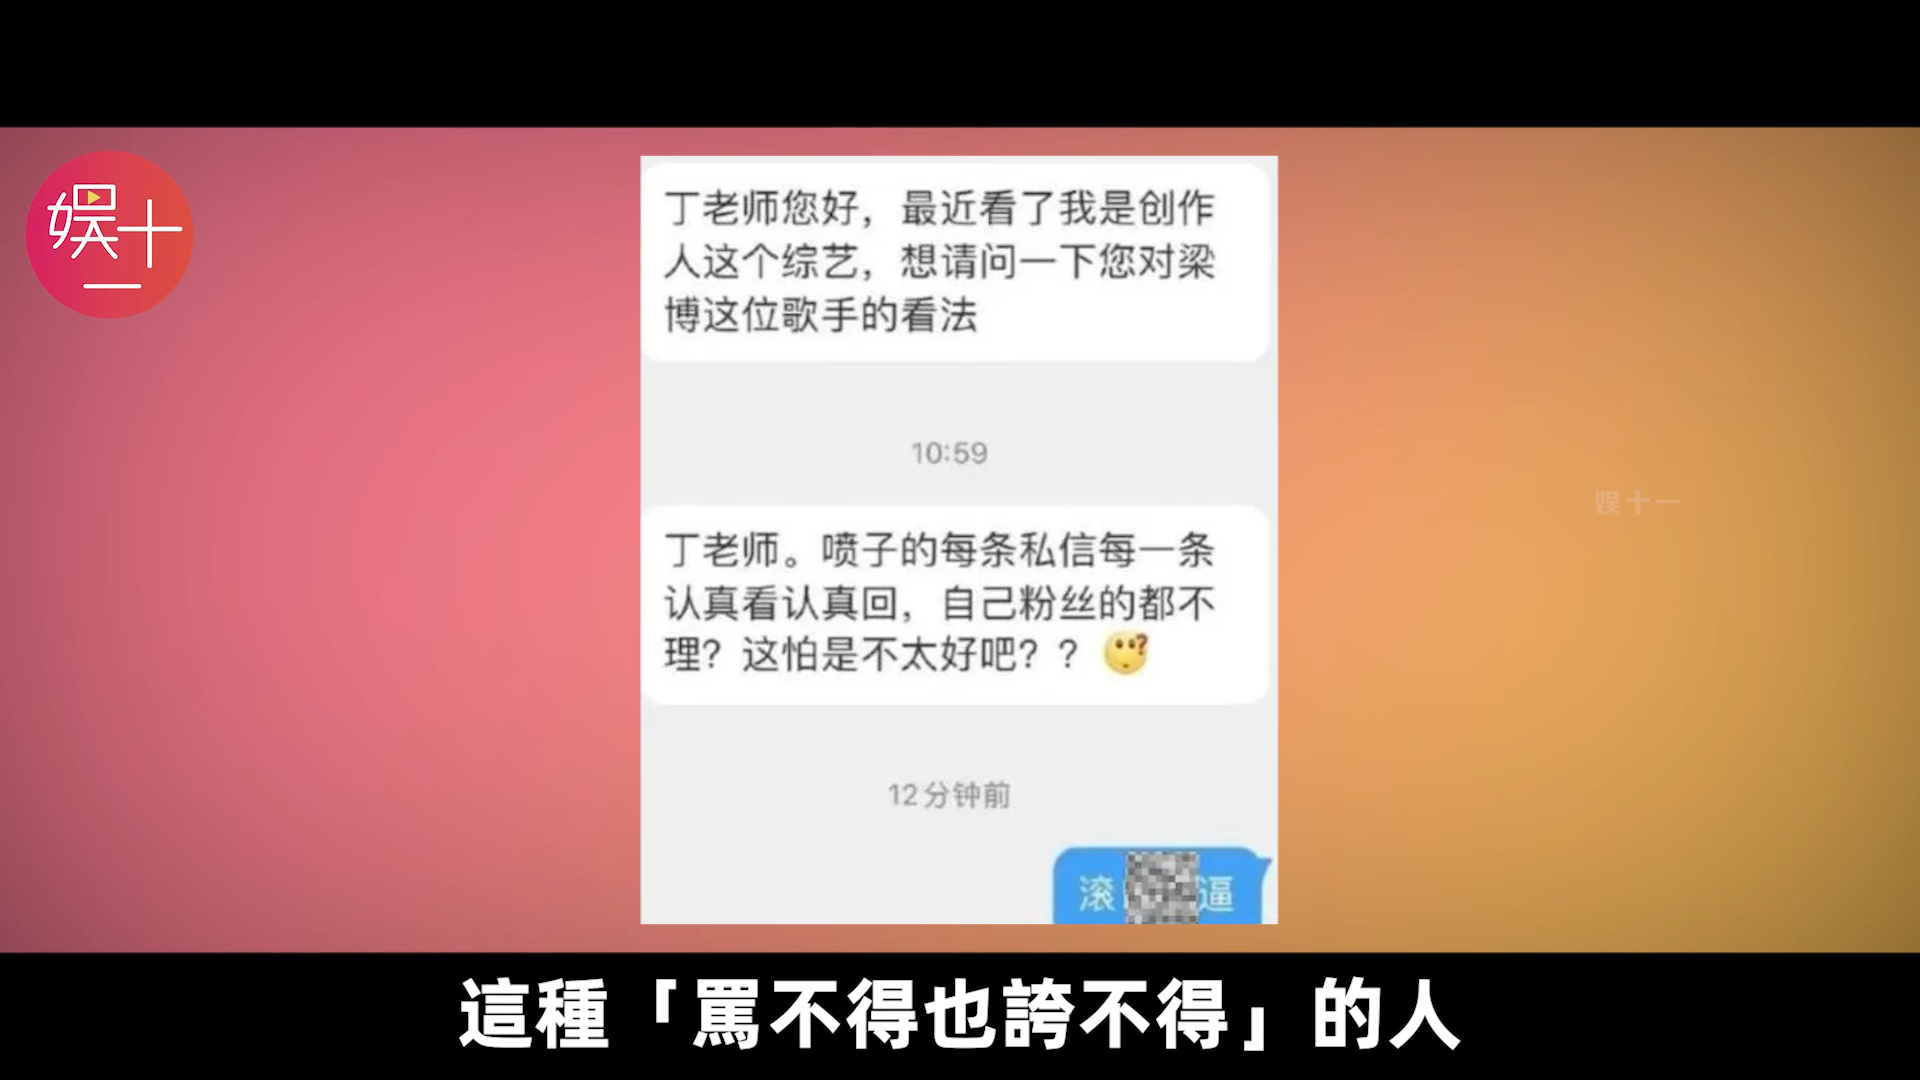 娱十一
丁老师您好，最近看了我是创作
人这个综艺，想请问一下您对梁
博这位歌手的看法
10:59
丁老师。喷子的每条私信每一条
认真看认真回，自己粉丝的都不
理？这怕是不太好吧？？
12分钟前
滚 逼
娱十一
這種「罵不得也誇不得」的人